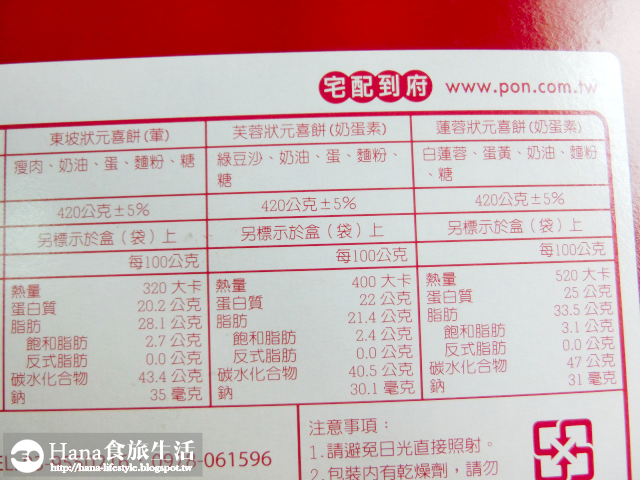 宅配到府 www.pon.com.tw
東坡狀元喜餅(葷) 芙蓉狀元喜餅(奶蛋素) 蓮蓉狀元喜餅(奶蛋素)
瘦肉、奶油、蛋、麵粉、糖 綠豆沙、奶油、蛋、麵粉、 白蓮蓉、蛋黃、奶油、麵粉
糖 、糖
420公克±5% 420公克±5% 420公克±5%
另標示於盒(袋)上 另標示於盒(袋)上 另標示於盒(袋)上
每100公克 每100公克 每100公克
熱量 320 大卡 熱量 400 大卡 熱量 520 大卡
蛋白質 20.2 公克 蛋白質 22 公克 蛋白質 25 公克
脂肪 28.1 公克 脂肪 21.4 公克 脂肪 33.5 公克
飽和脂肪 2.7 公克 飽和脂肪 2.4 公克 飽和脂肪 3.1 公克
反式脂肪 0.0 公克 反式脂肪 0.0 公克 反式脂肪 0.0 公克
碳水化合物 43.4 公克 碳水化合物 40.5 公克 碳水化合物 47 公克
鈉 35 毫克 鈉 30.1 毫克 鈉 31 毫克
注意事項：
1.請避免日光直接照射。
2.包裝內有乾燥劑，請勿
Hana食旅生活
http://hana-lifestyle.blogspot.tw
061596